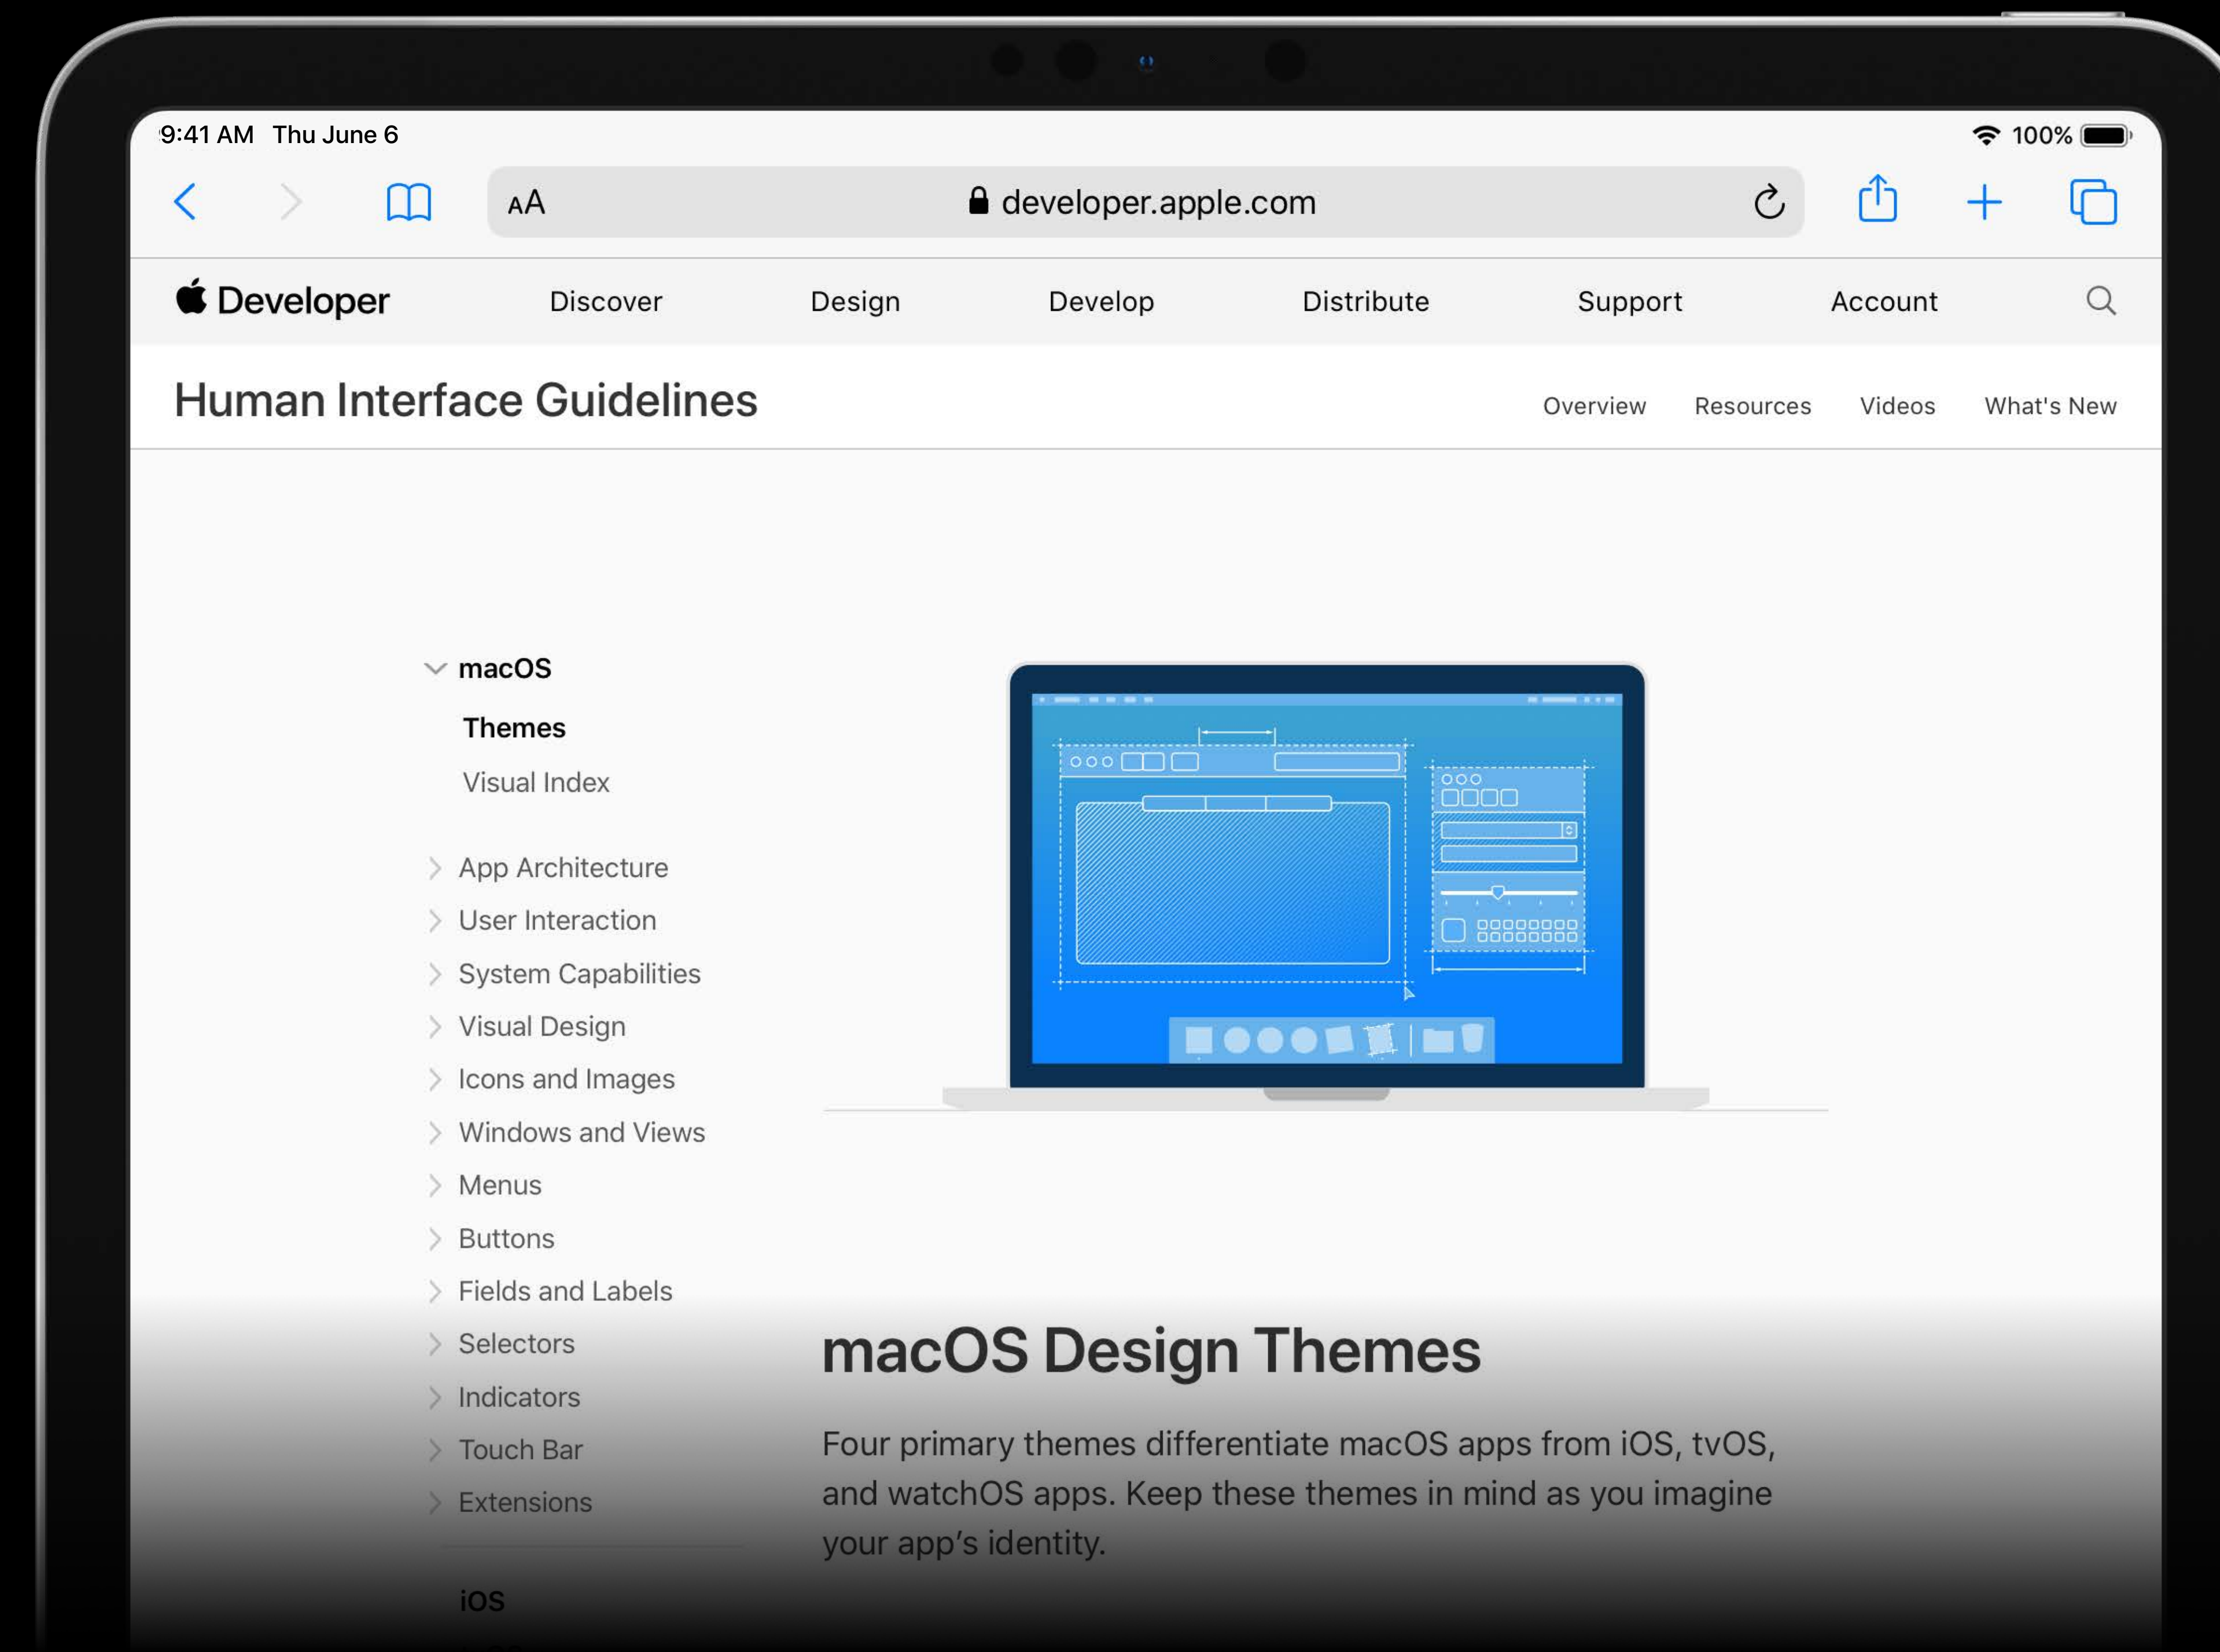 9:41 AM Thu June 6
100%
AA
developer.apple.com
Developer
Discover
Design
Develop
Distribute
Support
Account
Human Interface Guidelines
Overview
Resources
Videos
What's New
macOS
Themes
Visual Index
App Architecture
User Interaction
System Capabilities
Visual Design
Icons and Images
Windows and Views
Menus
Buttons
Fields and Labels
Selectors
Indicators
Touch Bar
Extensions
iOS
macOS Design Themes
Four primary themes differentiate macOS apps from iOS, tvOS,
and watchOS apps. Keep these themes in mind as you imagine
your app’s identity.